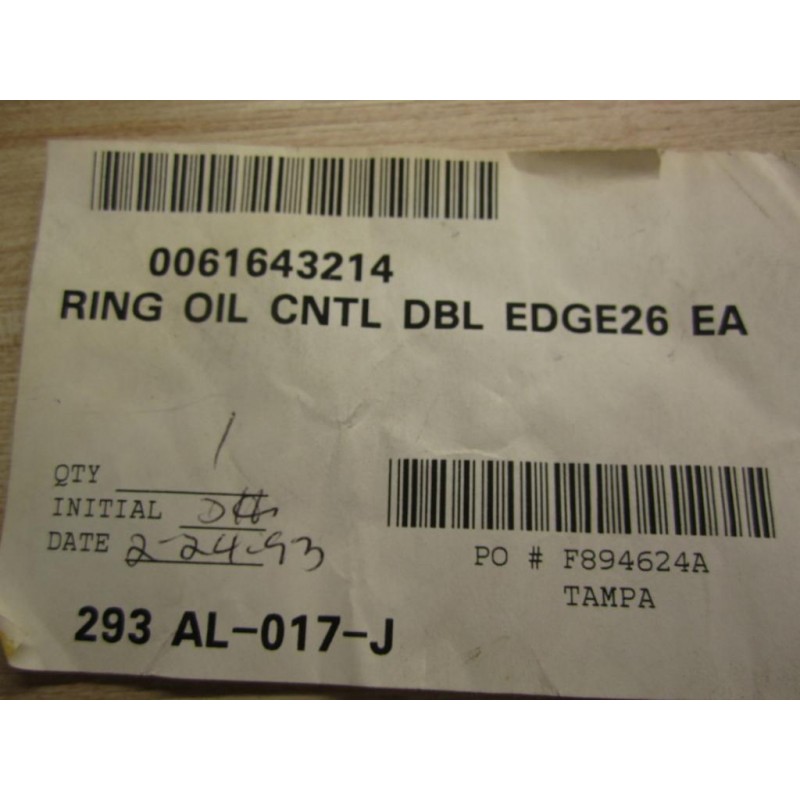 0061643214
RING OIL CNTL DBL EDGE26 EA
QTY 1
INITIAL
DATE 2-24-93
PO # F894624A
TAMPA
293 AL-017-J